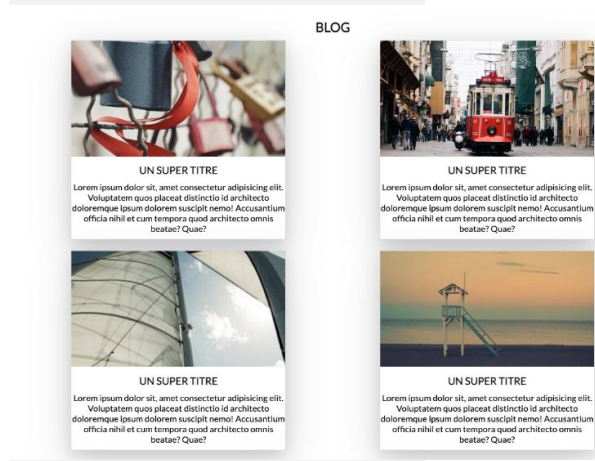 BLOG
UN SUPER TITRE
Lorem ipsum dolor sit, amet consectetur adipisicing elit.
Voluptatem quos placeat distinctio id architecto
doloremque ipsum dolorem suscipit nemo! Accusantium
officia nihil et cum tempora quod architecto omnis
beatae? Quae?
UN SUPER TITRE
Lorem ipsum dolor sit, amet consectetur adipisicing elit.
Voluptatem quos placeat distinctio id architecto
doloremque ipsum dolorem suscipit nemo! Accusantium
officia nihil et cum tempora quod architecto omnis
beatae? Quae?
UN SUPER TITRE
Lorem ipsum dolor sit, amet consectetur adipisicing elit.
Voluptatem quos placeat distinctio id architecto
doloremque ipsum dolorem suscipit nemo! Accusantium
officia nihil et cum tempora quod architecto omnis
beatae? Quae?
UN SUPER TITRE
Lorem ipsum dolor sit, amet consectetur adipisicing elit.
Voluptatem quos placeat distinctio id architecto
doloremque ipsum dolorem suscipit nemo! Accusantium
officia nihil et cum tempora quod architecto omnis
beatae? Quae?